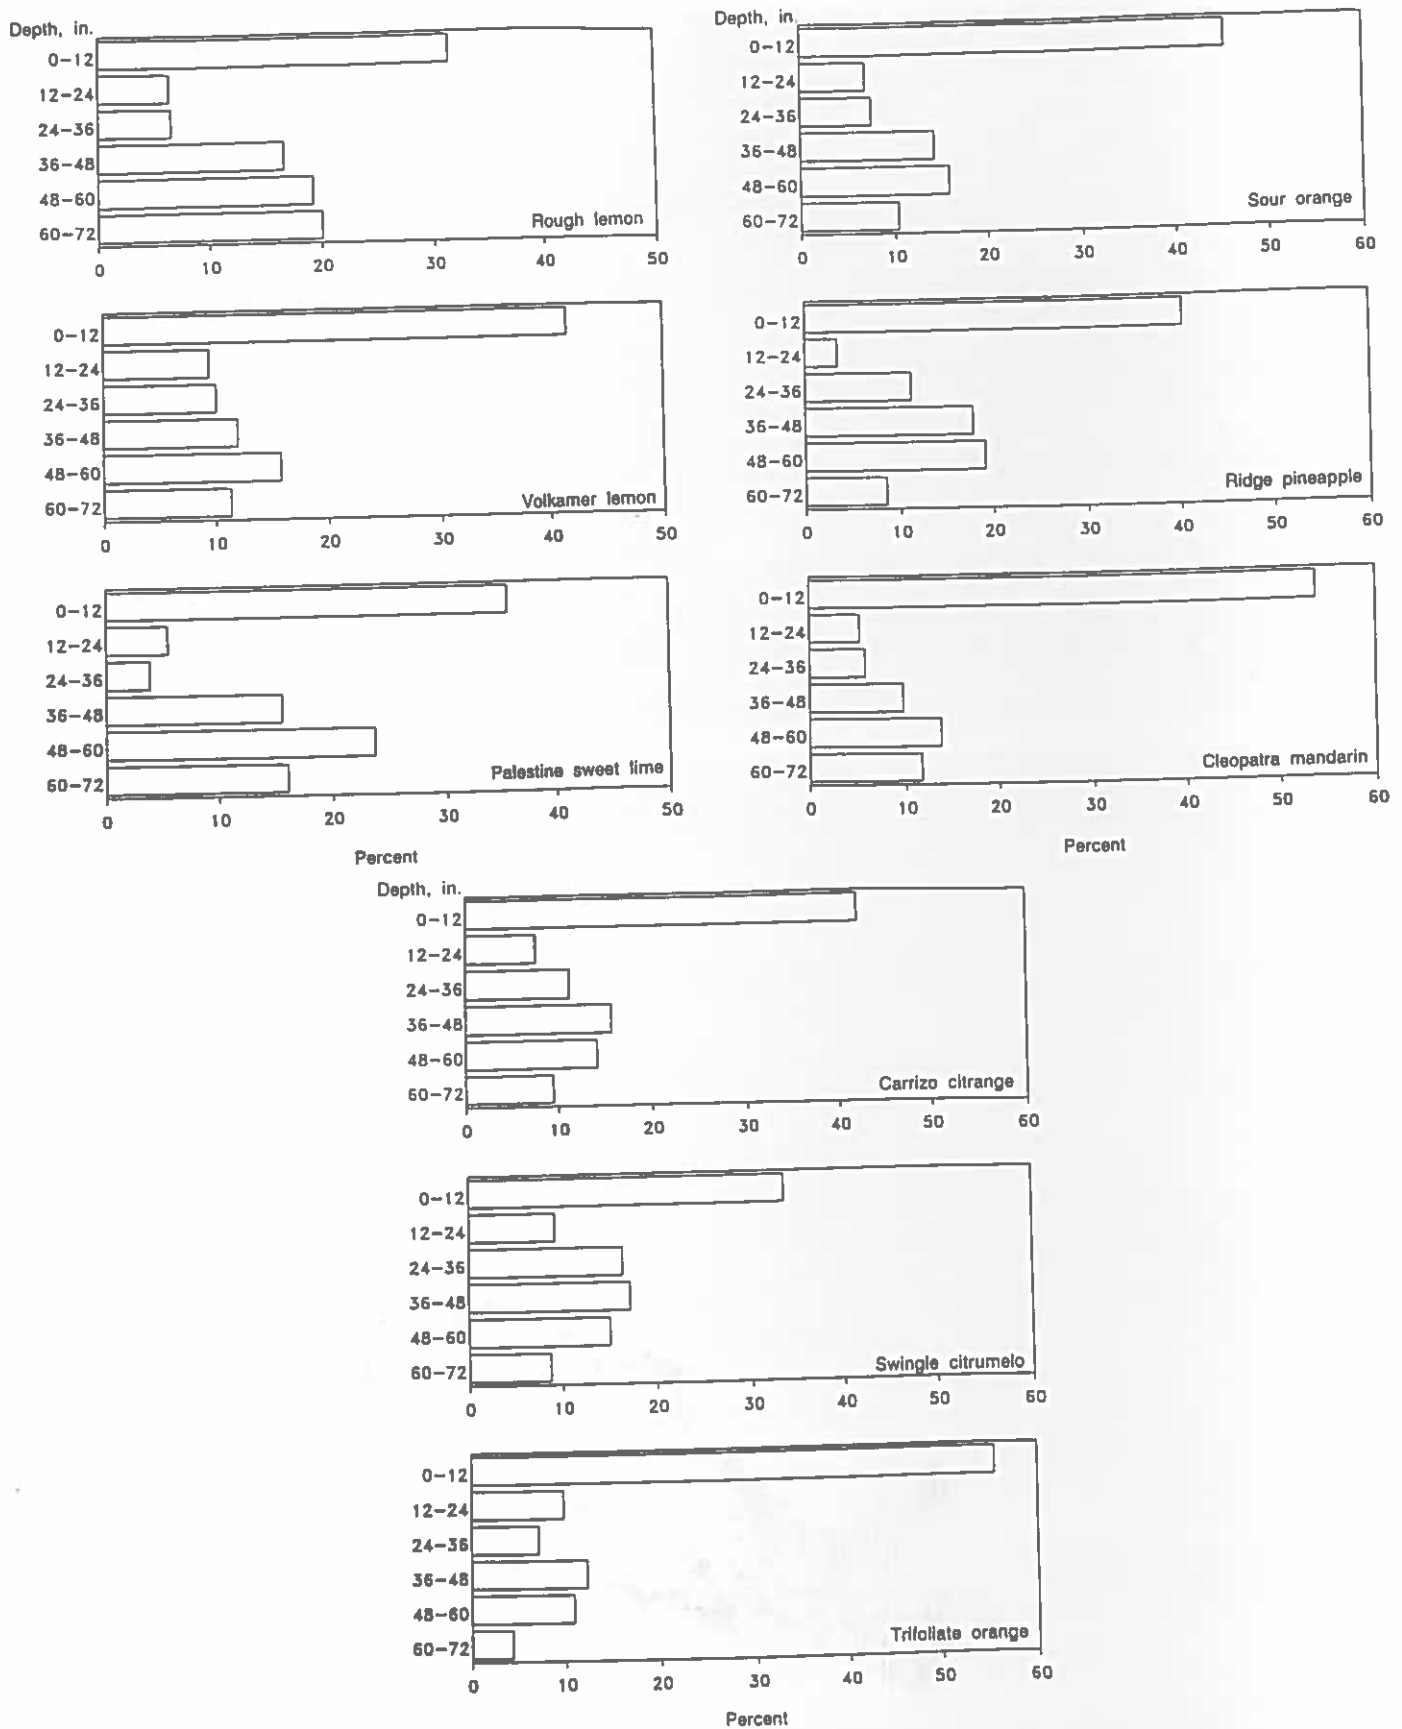 Depth, in.
0-12
12-24
24-36
36-48
48-60
60-72
Rough lemon
0 10 20 30 40 50
0-12
12-24
24-36
36-48
48-60
60-72
Volkamer lemon
0 10 20 30 40 50
0-12
12-24
24-36
36-48
48-60
60-72
Palestine sweet lime
0 10 20 30 40 50
Percent
Depth, in.
0-12
12-24
24-36
36-48
48-60
60-72
Sour orange
0 10 20 30 40 50 60
0-12
12-24
24-36
36-48
48-60
60-72
Ridge pineapple
0 10 20 30 40 50 60
0-12
12-24
24-36
36-48
48-60
60-72
Cleopatra mandarin
0 10 20 30 40 50 60
Percent
Depth, in.
0-12
12-24
24-36
36-48
48-60
60-72
Carrizo citrange
0 10 20 30 40 50 60
0-12
12-24
24-36
36-48
48-60
60-72
Swingle citrumelo
0 10 20 30 40 50 60
0-12
12-24
24-36
36-48
48-60
60-72
Trifoliate orange
0 10 20 30 40 50 60
Percent